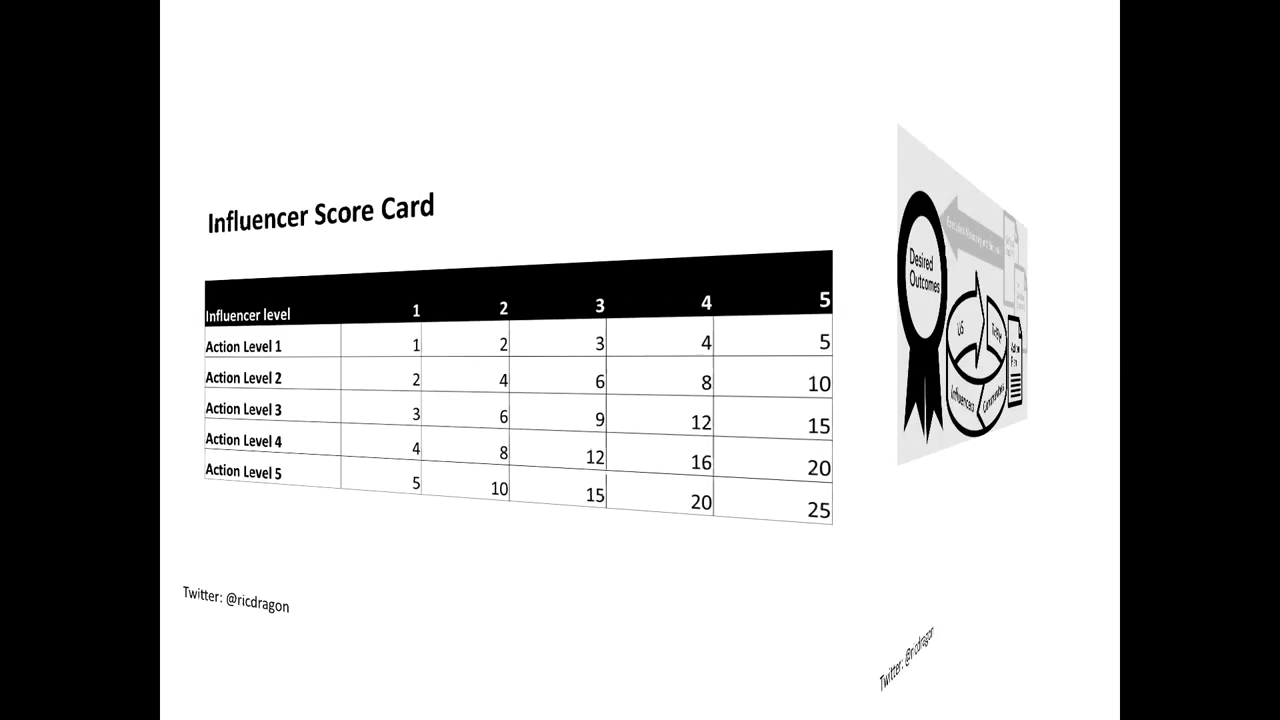 Influencer Score Card
Influencer level 1 2 3 4 5
Action Level 1 1 2 3 4 5
Action Level 2 2 4 6 8 10
Action Level 3 3 6 9 12 15
Action Level 4 4 8 12 16 20
Action Level 5 5 10 15 20 25
Twitter: @ricdragon
Desired
Outcomes
US
Influencers
Communities
Action
Plan
Twitter: @ricdragon